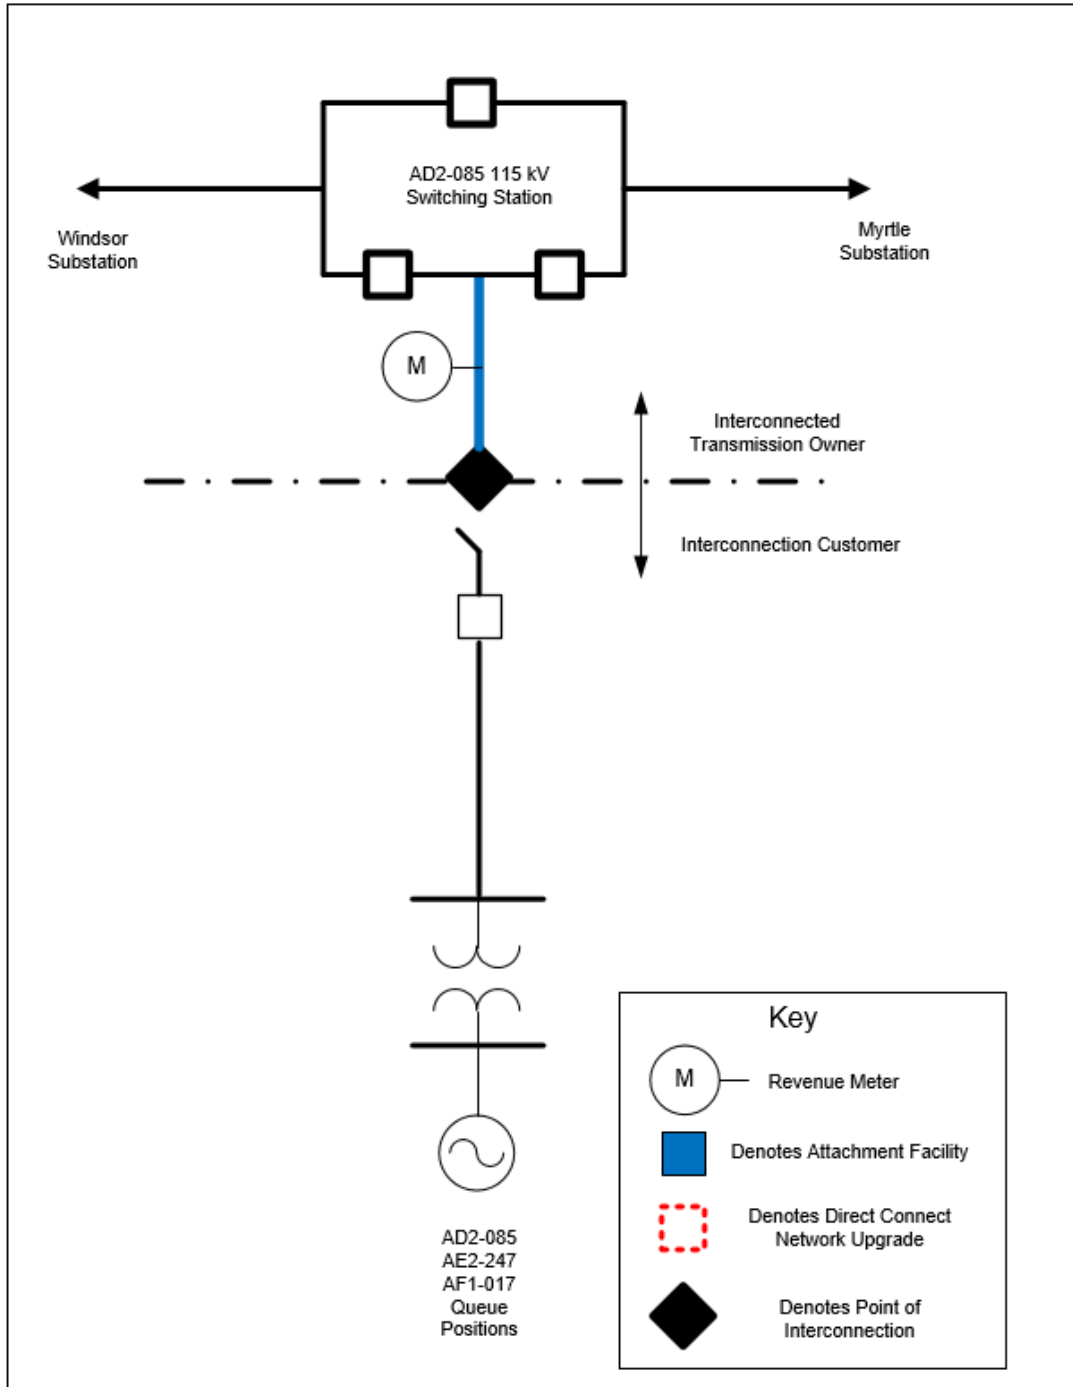 AD2-085 115 kV
Switching Station
Windsor
Substation
Myrtle
Substation
M
Interconnected
Transmission Owner
Interconnection Customer
AD2-085
AE2-247
AF1-017
Queue
Positions
Key
M
Revenue Meter
Denotes Attachment Facility
Denotes Direct Connect
Network Upgrade
Denotes Point of
Interconnection